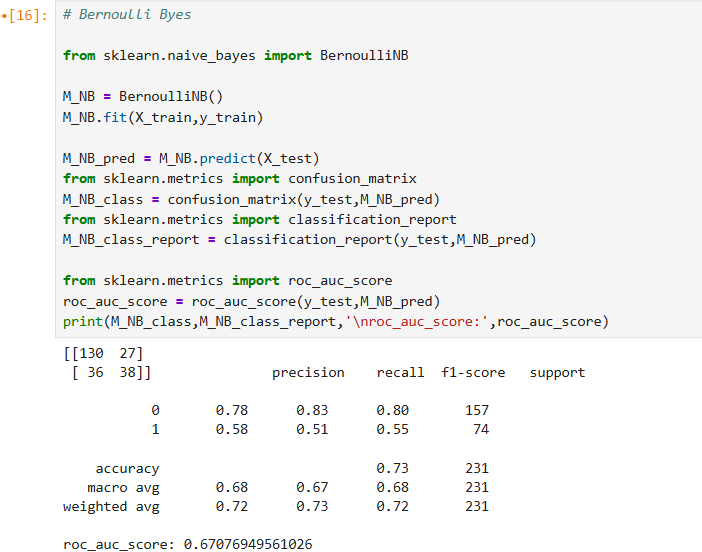 [16]: # Bernoulli Byes
from sklearn.naive_bayes import BernoulliNB
M_NB = BernoulliNB()
M_NB.fit(X_train,y_train)
M_NB_pred = M_NB.predict(X_test)
from sklearn.metrics import confusion_matrix
M_NB_class = confusion_matrix(y_test,M_NB_pred)
from sklearn.metrics import classification_report
M_NB_class_report = classification_report(y_test,M_NB_pred)
from sklearn.metrics import roc_auc_score
roc_auc_score = roc_auc_score(y_test,M_NB_pred)
print(M_NB_class,M_NB_class_report,'\nroc_auc_score:',roc_auc_score)
[[130  27]
 [ 36  38]]               precision    recall  f1-score   support
           0       0.78      0.83      0.80       157
           1       0.58      0.51      0.55        74
    accuracy                           0.73       231
   macro avg       0.68      0.67      0.68       231
weighted avg       0.72      0.73      0.72       231
roc_auc_score: 0.67076949561026